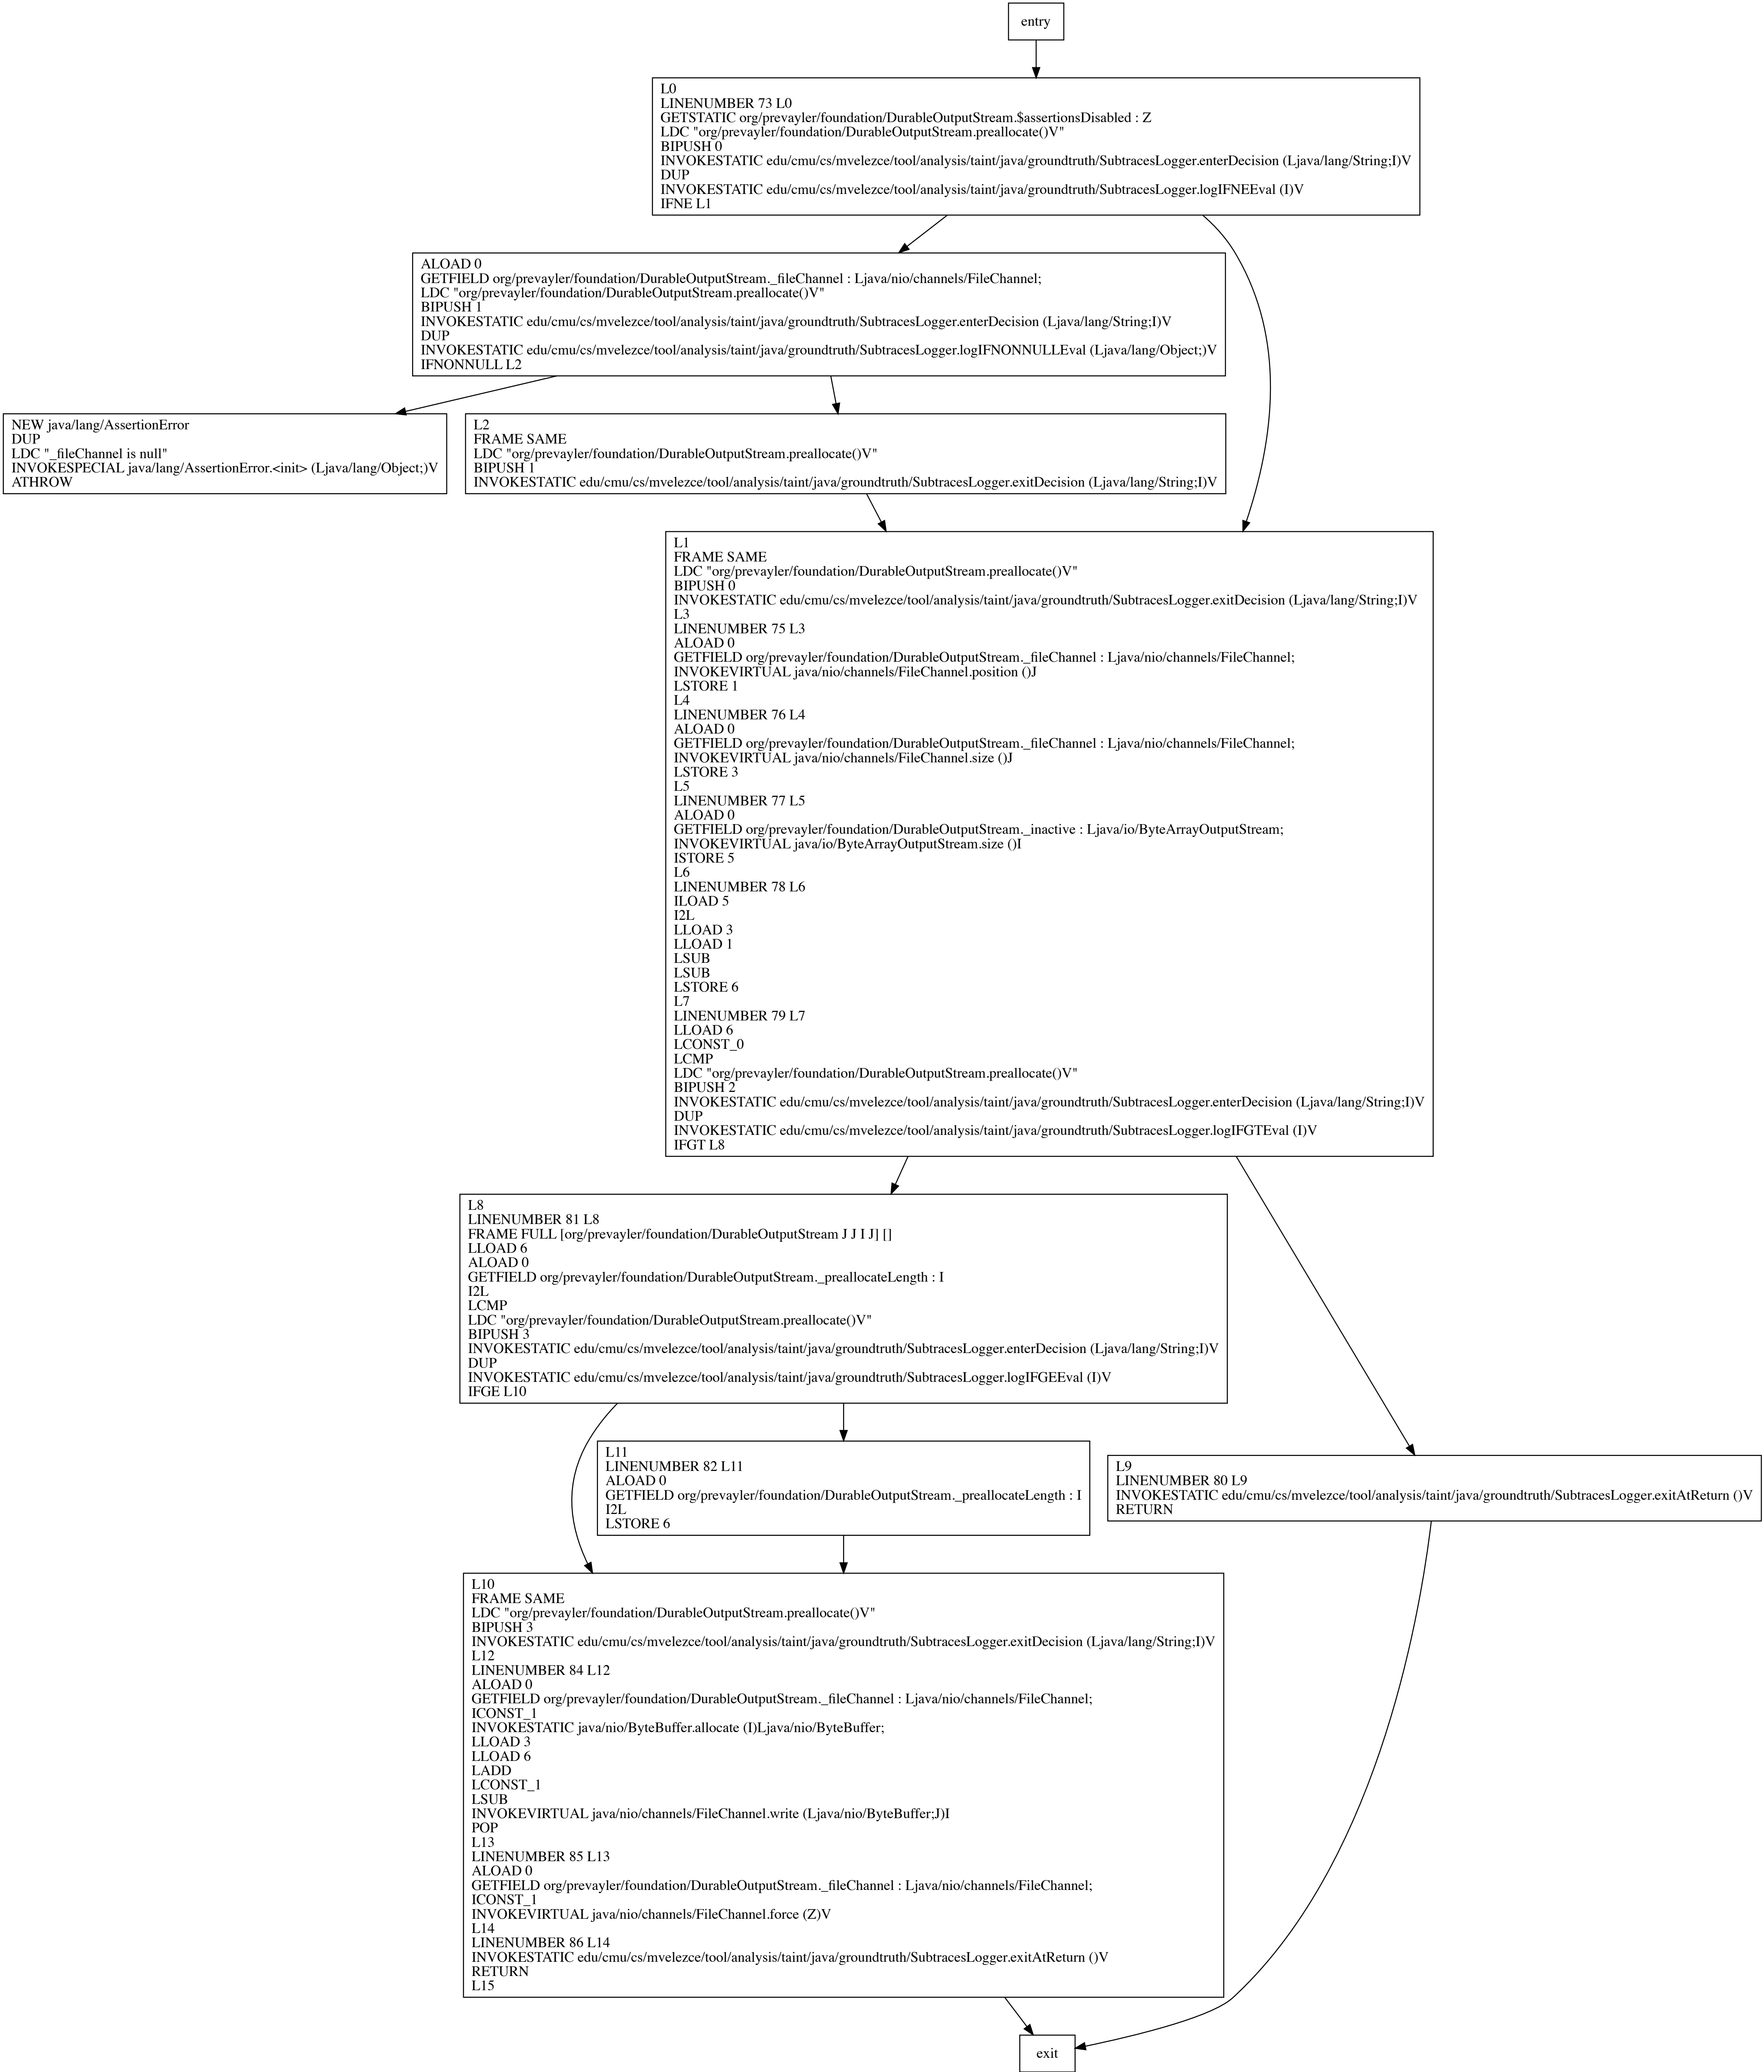 entry
L0
LINENUMBER 73 L0
GETSTATIC org/prevayler/foundation/DurableOutputStream.$assertionsDisabled : Z
LDC "org/prevayler/foundation/DurableOutputStream.preallocate()V"
BIPUSH 0
INVOKESTATIC edu/cmu/cs/mvelezce/tool/analysis/taint/java/groundtruth/SubtracesLogger.enterDecision (Ljava/lang/String;I)V
DUP
INVOKESTATIC edu/cmu/cs/mvelezce/tool/analysis/taint/java/groundtruth/SubtracesLogger.logIFNEEval (I)V
IFNE L1
ALOAD 0
GETFIELD org/prevayler/foundation/DurableOutputStream._fileChannel : Ljava/nio/channels/FileChannel;
LDC "org/prevayler/foundation/DurableOutputStream.preallocate()V"
BIPUSH 1
INVOKESTATIC edu/cmu/cs/mvelezce/tool/analysis/taint/java/groundtruth/SubtracesLogger.enterDecision (Ljava/lang/String;I)V
DUP
INVOKESTATIC edu/cmu/cs/mvelezce/tool/analysis/taint/java/groundtruth/SubtracesLogger.logIFNONNULLEval (Ljava/lang/Object;)V
IFNONNULL L2
NEW java/lang/AssertionError
DUP
LDC "_fileChannel is null"
INVOKESPECIAL java/lang/AssertionError.<init> (Ljava/lang/Object;)V
ATHROW
L2
FRAME SAME
LDC "org/prevayler/foundation/DurableOutputStream.preallocate()V"
BIPUSH 1
INVOKESTATIC edu/cmu/cs/mvelezce/tool/analysis/taint/java/groundtruth/SubtracesLogger.exitDecision (Ljava/lang/String;I)V
L1
FRAME SAME
LDC "org/prevayler/foundation/DurableOutputStream.preallocate()V"
BIPUSH 0
INVOKESTATIC edu/cmu/cs/mvelezce/tool/analysis/taint/java/groundtruth/SubtracesLogger.exitDecision (Ljava/lang/String;I)V
L3
LINENUMBER 75 L3
ALOAD 0
GETFIELD org/prevayler/foundation/DurableOutputStream._fileChannel : Ljava/nio/channels/FileChannel;
INVOKEVIRTUAL java/nio/channels/FileChannel.position ()J
LSTORE 1
L4
LINENUMBER 76 L4
ALOAD 0
GETFIELD org/prevayler/foundation/DurableOutputStream._fileChannel : Ljava/nio/channels/FileChannel;
INVOKEVIRTUAL java/nio/channels/FileChannel.size ()J
LSTORE 3
L5
LINENUMBER 77 L5
ALOAD 0
GETFIELD org/prevayler/foundation/DurableOutputStream._inactive : Ljava/io/ByteArrayOutputStream;
INVOKEVIRTUAL java/io/ByteArrayOutputStream.size ()I
ISTORE 5
L6
LINENUMBER 78 L6
ILOAD 5
I2L
LLOAD 3
LLOAD 1
LSUB
LSUB
LSTORE 6
L7
LINENUMBER 79 L7
LLOAD 6
LCONST_0
LCMP
LDC "org/prevayler/foundation/DurableOutputStream.preallocate()V"
BIPUSH 2
INVOKESTATIC edu/cmu/cs/mvelezce/tool/analysis/taint/java/groundtruth/SubtracesLogger.enterDecision (Ljava/lang/String;I)V
DUP
INVOKESTATIC edu/cmu/cs/mvelezce/tool/analysis/taint/java/groundtruth/SubtracesLogger.logIFGTEval (I)V
IFGT L8
L8
LINENUMBER 81 L8
FRAME FULL [org/prevayler/foundation/DurableOutputStream J J I J] []
LLOAD 6
ALOAD 0
GETFIELD org/prevayler/foundation/DurableOutputStream._preallocateLength : I
I2L
LCMP
LDC "org/prevayler/foundation/DurableOutputStream.preallocate()V"
BIPUSH 3
INVOKESTATIC edu/cmu/cs/mvelezce/tool/analysis/taint/java/groundtruth/SubtracesLogger.enterDecision (Ljava/lang/String;I)V
DUP
INVOKESTATIC edu/cmu/cs/mvelezce/tool/analysis/taint/java/groundtruth/SubtracesLogger.logIFGEEval (I)V
IFGE L10
L11
LINENUMBER 82 L11
ALOAD 0
GETFIELD org/prevayler/foundation/DurableOutputStream._preallocateLength : I
I2L
LSTORE 6
L9
LINENUMBER 80 L9
INVOKESTATIC edu/cmu/cs/mvelezce/tool/analysis/taint/java/groundtruth/SubtracesLogger.exitAtReturn ()V
RETURN
L10
FRAME SAME
LDC "org/prevayler/foundation/DurableOutputStream.preallocate()V"
BIPUSH 3
INVOKESTATIC edu/cmu/cs/mvelezce/tool/analysis/taint/java/groundtruth/SubtracesLogger.exitDecision (Ljava/lang/String;I)V
L12
LINENUMBER 84 L12
ALOAD 0
GETFIELD org/prevayler/foundation/DurableOutputStream._fileChannel : Ljava/nio/channels/FileChannel;
ICONST_1
INVOKESTATIC java/nio/ByteBuffer.allocate (I)Ljava/nio/ByteBuffer;
LLOAD 3
LLOAD 6
LADD
LCONST_1
LSUB
INVOKEVIRTUAL java/nio/channels/FileChannel.write (Ljava/nio/ByteBuffer;J)I
POP
L13
LINENUMBER 85 L13
ALOAD 0
GETFIELD org/prevayler/foundation/DurableOutputStream._fileChannel : Ljava/nio/channels/FileChannel;
ICONST_1
INVOKEVIRTUAL java/nio/channels/FileChannel.force (Z)V
L14
LINENUMBER 86 L14
INVOKESTATIC edu/cmu/cs/mvelezce/tool/analysis/taint/java/groundtruth/SubtracesLogger.exitAtReturn ()V
RETURN
L15
exit